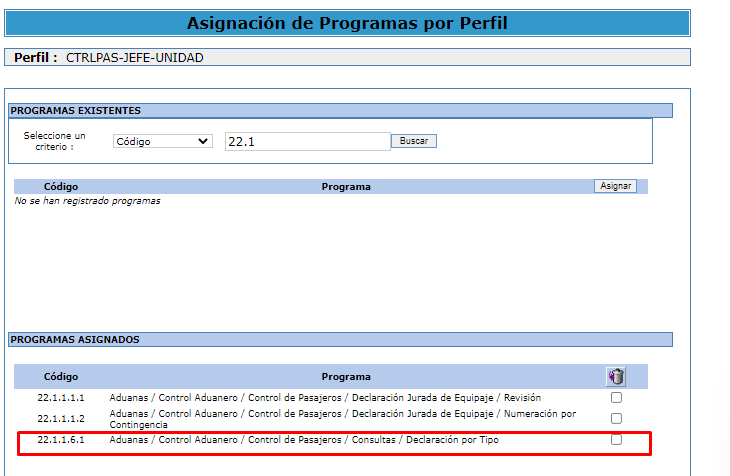 Asignación de Programas por Perfil
Perfil : CTRLPAS-JEFE-UNIDAD
PROGRAMAS EXISTENTES
Seleccione un criterio : Código 22.1 Buscar
Código Programa Asignar
No se han registrado programas
PROGRAMAS ASIGNADOS
Código Programa
22.1.1.1.1 Aduanas / Control Aduanero / Control de Pasajeros / Declaración Jurada de Equipaje / Revisión
22.1.1.1.2 Aduanas / Control Aduanero / Control de Pasajeros / Declaración Jurada de Equipaje / Numeración por
Contingencia
22.1.1.6.1 Aduanas / Control Aduanero / Control de Pasajeros / Consultas / Declaración por Tipo